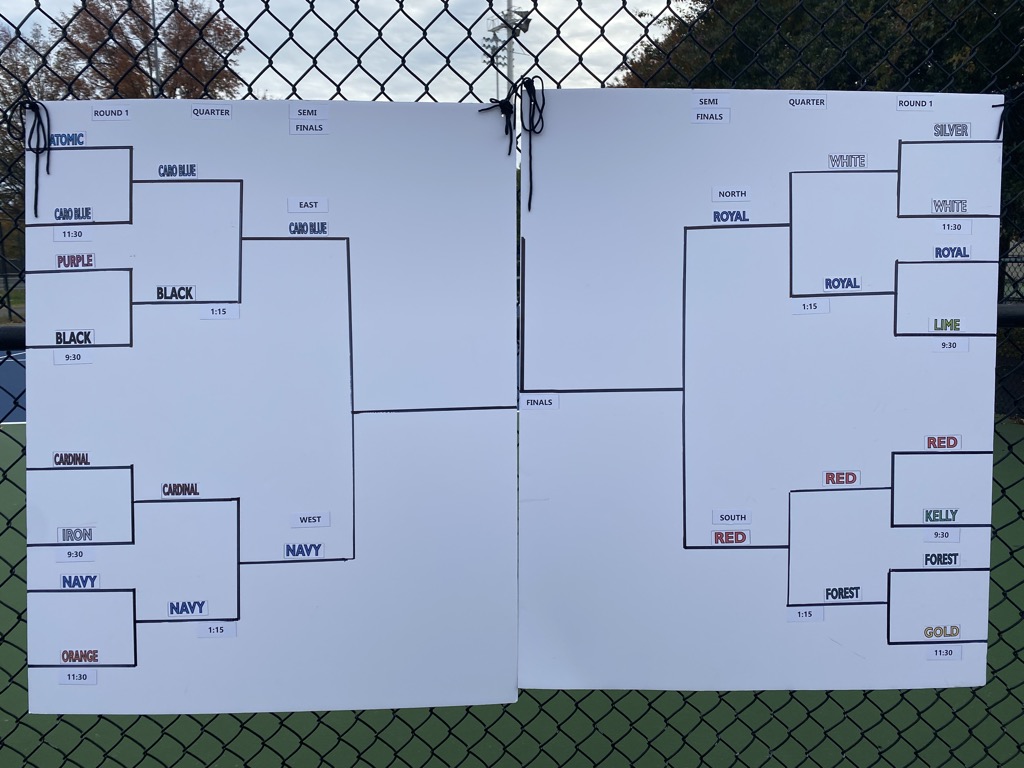 ROUND 1
QUARTER
SEMI
FINALS
ATOMIC
CARO BLUE
CARO BLUE
11:30
EAST
CARO BLUE
PURPLE
BLACK
1:15
BLACK
9:30
CARDINAL
CARDINAL
IRON
9:30
WEST
NAVY
NAVY
NAVY
1:15
ORANGE
11:30
SEMI
FINALS
QUARTER
ROUND 1
SILVER
WHITE
WHITE
11:30
NORTH
ROYAL
ROYAL
ROYAL
1:15
LIME
9:30
FINALS
RED
RED
KELLY
9:30
SOUTH
RED
FOREST
FOREST
1:15
GOLD
11:30